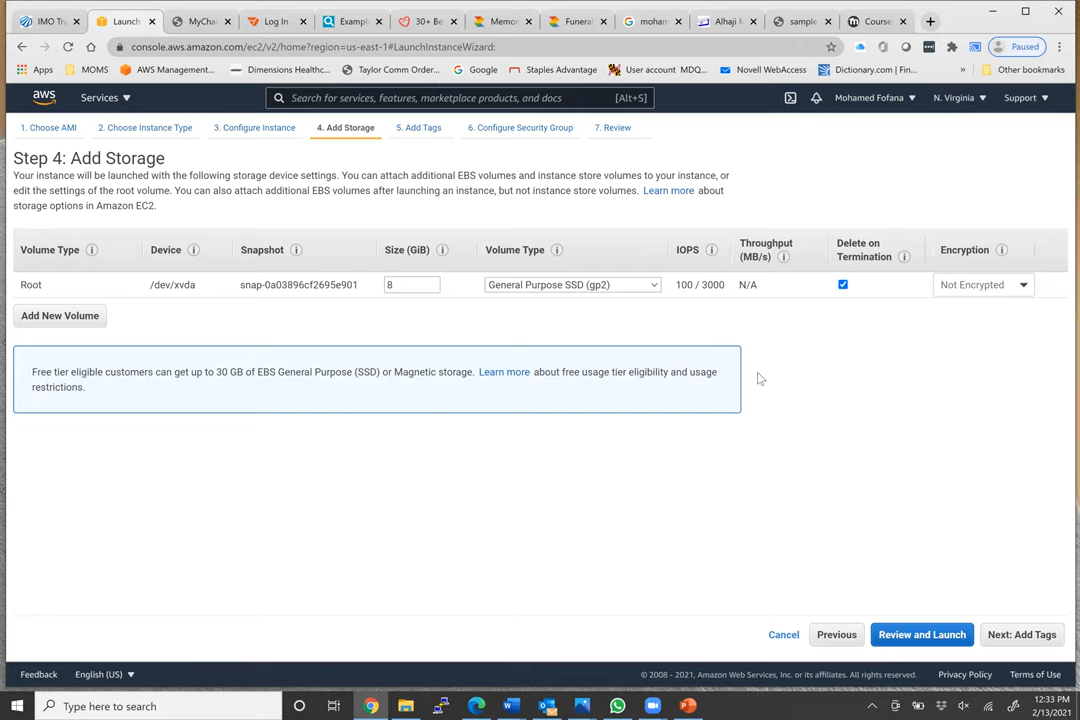 IMO Tra
Launch
MyCha
Log In -
Exampl
30+ Be
Memor
Funeral
moham
Alhaji M
sample
Course
console.aws.amazon.com/ec2/v2/home?region=us-east-1#LaunchInstanceWizard:
Paused
Apps
MOMS
AWS Management...
Dimensions Healthc...
Taylor Comm Order...
Google
Staples Advantage
User account MDQ...
Novell WebAccess
Dictionary.com | Fin...
»
Other bookmarks
aws
Services
Search for services, features, marketplace products, and docs
[Alt+S]
Mohamed Fofana
N. Virginia
Support
1. Choose AMI
2. Choose Instance Type
3. Configure Instance
4. Add Storage
5. Add Tags
6. Configure Security Group
7. Review
Step 4: Add Storage
Your instance will be launched with the following storage device settings. You can attach additional EBS volumes and instance store volumes to your instance, or
edit the settings of the root volume. You can also attach additional EBS volumes after launching an instance, but not instance store volumes. Learn more about
storage options in Amazon EC2.
Volume Type
Device
Snapshot
Size (GiB)
Volume Type
IOPS
Throughput
(MB/s)
Delete on
Termination
Encryption
Root
/dev/xvda
snap-0a03896cf2695e901
8
General Purpose SSD (gp2)
100 / 3000
N/A
Not Encrypted
Add New Volume
Free tier eligible customers can get up to 30 GB of EBS General Purpose (SSD) or Magnetic storage. Learn more about free usage tier eligibility and usage
restrictions.
Cancel
Previous
Review and Launch
Next: Add Tags
Feedback
English (US)
© 2008 - 2021, Amazon Web Services, Inc. or its affiliates. All rights reserved.
Privacy Policy
Terms of Use
Type here to search
12:33 PM
2/13/2021